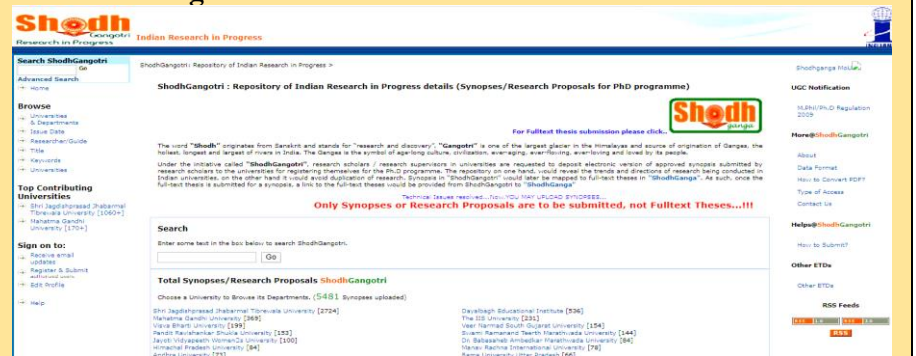 Shodh
Gangotri
Research in Progress
Indian Research in Progress
Search ShodhGangotri
Go
Advanced Search
Home
Browse
Universities
& Departments
Issue Date
Researcher/Guide
Title
Keywords
Universities
Top Contributing
Universities
Shri Jagdishprasad Jhabarmal
Tibrewala University [1060+]
Mahatma Gandhi
University [170+]
Sign on to:
Receive email
updates
Register & Submit
Edit Profile
Help
ShodhGangotri: Repository of Indian Research in Progress >
ShodhGangotri : Repository of Indian Research in Progress details (Synopses/Research Proposals for PhD programme)
For Fulltext thesis submission please click..
Shodh
ganga
The word "Shodh" originates from Sanskrit and stands for "research and discovery". "Gangotri" is one of the largest glacier in the Himalayas and source of origination of Ganges, the
holiest, longest and largest of rivers in India. The Ganges is the symbol of age-long culture, civilization, ever-aging, ever-flowing, ever-loving and loved by its people.
Under the initiative called "ShodhGangotri", research scholars / research supervisors in universities are requested to deposit electronic version of approved synopsis submitted by
research scholars to the universities for registering themselves for the Ph.D programme. The repository on one hand, would reveal the trends and directions of research being conducted in
Indian universities, on the other hand it would avoid duplication of research. Synopsis in "ShodhGangotri" would later be mapped to full-text theses in "ShodhGanga". As such, once the
full-text thesis is submitted for a synopsis, a link to the full-text theses would be provided from ShodhGangotri to "ShodhGanga"
Technical Issues resolved...Now YOU MAY UPLOAD SYNOPSES...
Only Synopses or Research Proposals are to be submitted, not Fulltext Theses...!!!
Search
Enter some text in the box below to search ShodhGangotri.
Go
Total Synopses/Research Proposals ShodhGangotri
Choose a University to Browse its Departments. (5481 Synopses uploaded)
Shri Jagdishprasad Jhabarmal Tibrewala University [2724]
Mahatma Gandhi University [369]
Visva Bharti University [199]
Pandit Ravishankar Shukla University [153]
Jayoti Vidyapeeth Women's University [100]
Himachal Pradesh University [84]
Andhra University [73]
Dayalbagh Educational Institute [536]
The IIS University [231]
Veer Narmad South Gujarat University [154]
Swami Ramanand Teerth Marathwada University [144]
Dr. Babasaheb Ambedkar Marathwada University [84]
Manav Rachna International University [78]
Rama University Uttar Pradesh [66]
Shodhganga MoU
UGC Notification
M.Phil/Ph.D Regulation
2009
More@ShodhGangotri
About
Data Format
How to Convert PDF?
Type of Access
Contact Us
Help@ShodhGangotri
How to Submit?
Other ETDs
Other ETDs
RSS Feeds
RSS